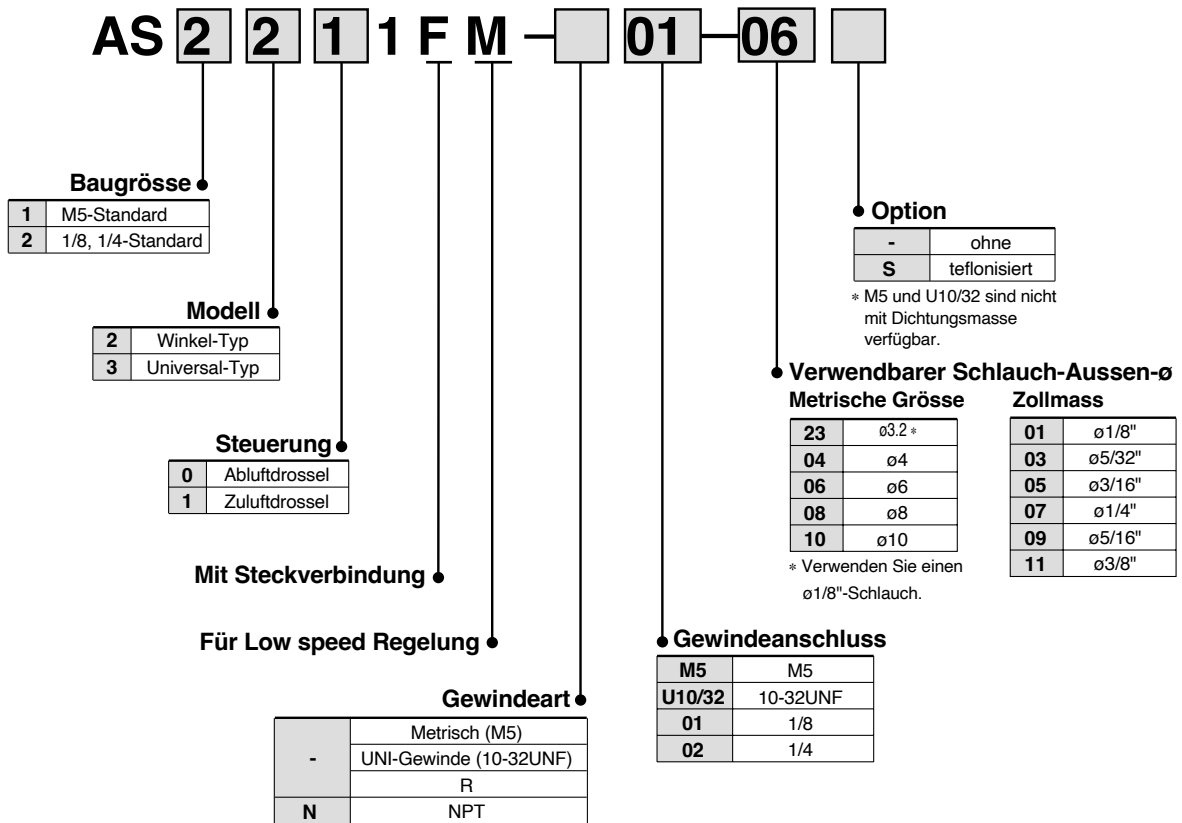 AS 2 2 1 1 F M – 01 – 06
Baugrösse
1 M5-Standard
2 1/8, 1/4-Standard
Modell
2 Winkel-Typ
3 Universal-Typ
Steuerung
0 Abluftdrossel
1 Zuluftdrossel
Mit Steckverbindung
Für Low speed Regelung
Gewindeart
- Metrisch (M5)
UNI-Gewinde (10-32UNF)
R
N NPT
Option
- ohne
S teflonisiert
* M5 und U10/32 sind nicht
mit Dichtungsmasse
verfügbar.
Verwendbarer Schlauch-Aussen-ø
Metrische Grösse
23 ø3.2 *
04 ø4
06 ø6
08 ø8
10 ø10
* Verwenden Sie einen
ø1/8"-Schlauch.
Zollmass
01 ø1/8"
03 ø5/32"
05 ø3/16"
07 ø1/4"
09 ø5/16"
11 ø3/8"
Gewindeanschluss
M5 M5
U10/32 10-32UNF
01 1/8
02 1/4